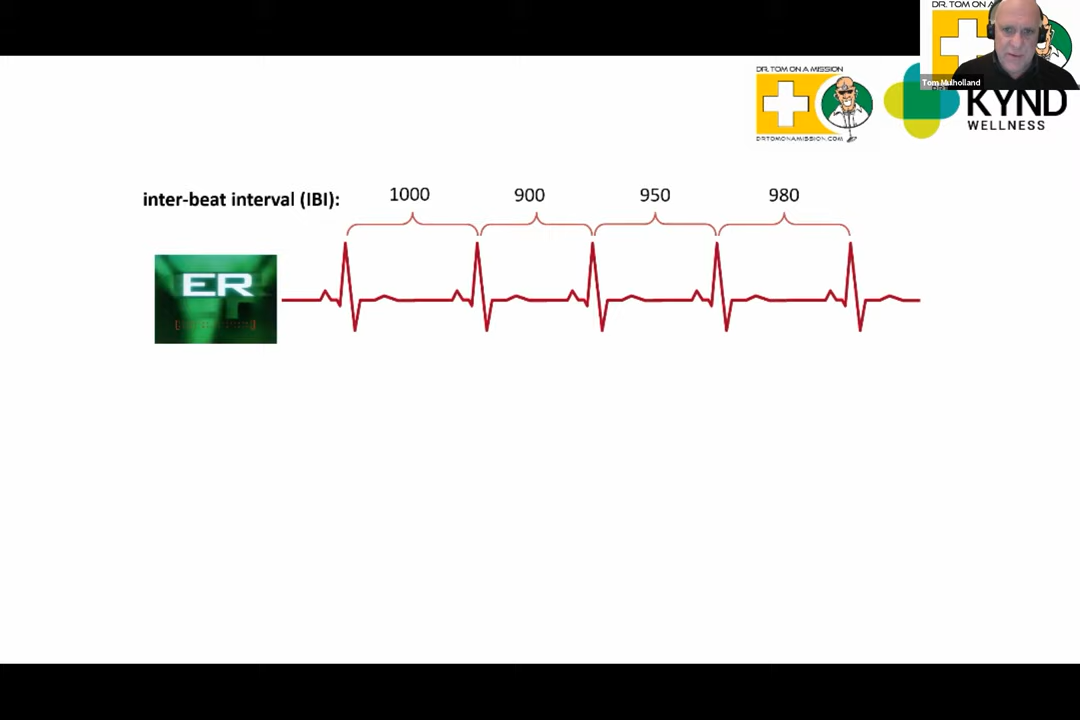 DR. TOM ON A
Tom Mulholland
DR. TOM ON A MISSION
DRTOMONAMISSION.COM
KYND
WELLNESS
inter-beat interval (IBI):
1000
900
950
980
ER